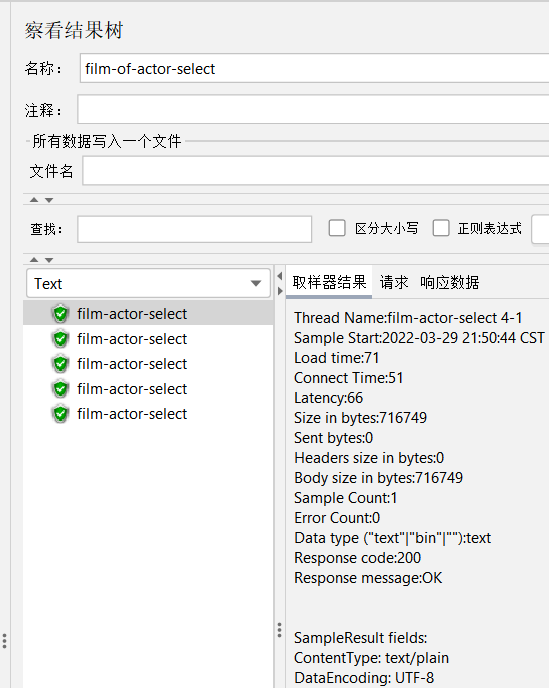 察看结果树
名称： film-of-actor-select
注释：
所有数据写入一个文件
文件名
查找： 区分大小写 正则表达式
Text
film-actor-select
film-actor-select
film-actor-select
film-actor-select
film-actor-select
取样器结果 请求 响应数据
Thread Name:film-actor-select 4-1
Sample Start:2022-03-29 21:50:44 CST
Load time:71
Connect Time:51
Latency:66
Size in bytes:716749
Sent bytes:0
Headers size in bytes:0
Body size in bytes:716749
Sample Count:1
Error Count:0
Data type ("text"|"bin"|""):text
Response code:200
Response message:OK
SampleResult fields:
ContentType: text/plain
DataEncoding: UTF-8